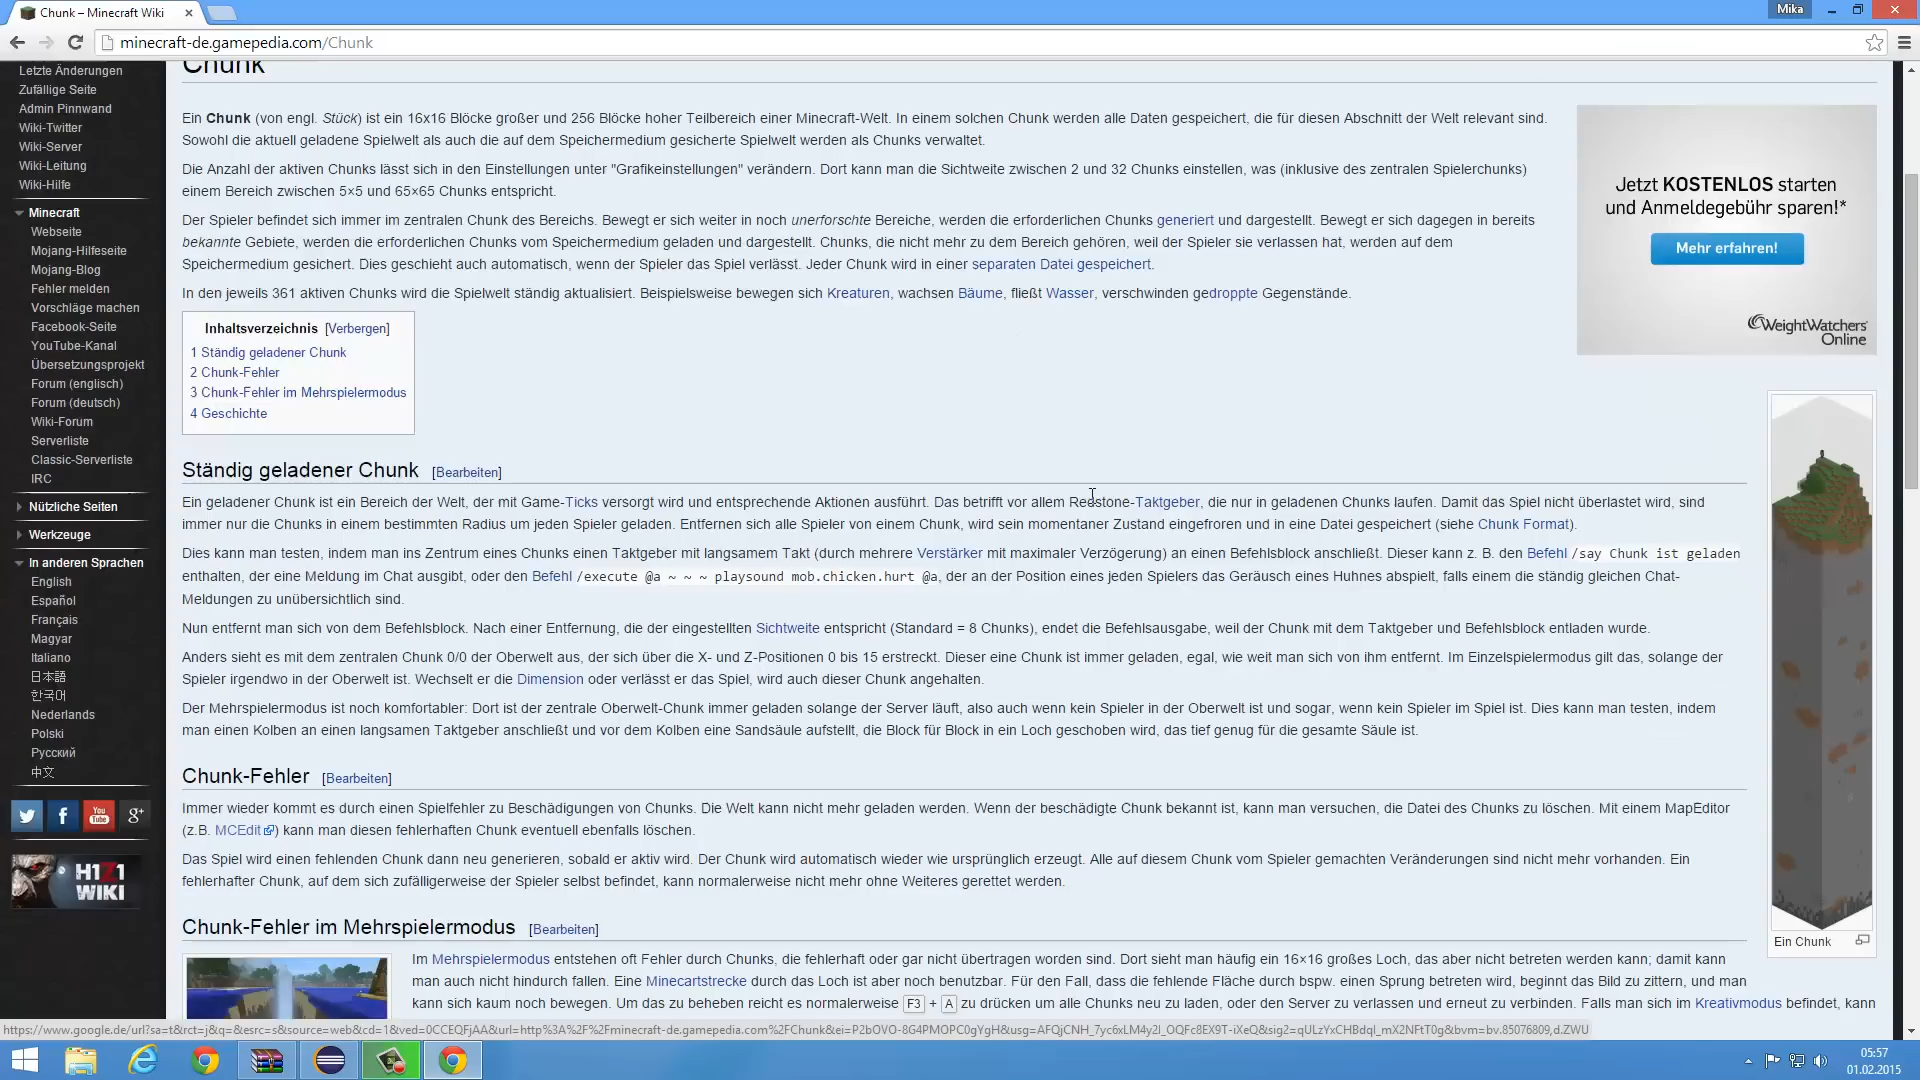 Chunk – Minecraft Wiki
Mika
minecraft-de.gamepedia.com/Chunk
Letzte Änderungen
Zufällige Seite
Admin Pinnwand
Wiki-Twitter
Wiki-Server
Wiki-Leitung
Wiki-Hilfe
Minecraft
Webseite
Mojang-Hilfeseite
Mojang-Blog
Fehler melden
Vorschläge machen
Facebook-Seite
YouTube-Kanal
Übersetzungsprojekt
Forum (englisch)
Forum (deutsch)
Wiki-Forum
Serverliste
Classic-Serverliste
IRC
Nützliche Seiten
Werkzeuge
In anderen Sprachen
English
Español
Français
Magyar
Italiano
日本語
한국어
Nederlands
Polski
Русский
中文
You
Tube
g+
H1Z1
WIKI
Chunk
Ein Chunk (von engl. Stück) ist ein 16x16 Blöcke großer und 256 Blöcke hoher Teilbereich einer Minecraft-Welt. In einem solchen Chunk werden alle Daten gespeichert, die für diesen Abschnitt der Welt relevant sind.
Sowohl die aktuell geladene Spielwelt als auch die auf dem Speichermedium gesicherte Spielwelt werden als Chunks verwaltet.
Die Anzahl der aktiven Chunks lässt sich in den Einstellungen unter "Grafikeinstellungen" verändern. Dort kann man die Sichtweite zwischen 2 und 32 Chunks einstellen, was (inklusive des zentralen Spielerchunks)
einem Bereich zwischen 5×5 und 65×65 Chunks entspricht.
Der Spieler befindet sich immer im zentralen Chunk des Bereichs. Bewegt er sich weiter in noch unerforschte Bereiche, werden die erforderlichen Chunks generiert und dargestellt. Bewegt er sich dagegen in bereits
bekannte Gebiete, werden die erforderlichen Chunks vom Speichermedium geladen und dargestellt. Chunks, die nicht mehr zu dem Bereich gehören, weil der Spieler sie verlassen hat, werden auf dem
Speichermedium gesichert. Dies geschieht auch automatisch, wenn der Spieler das Spiel verlässt. Jeder Chunk wird in einer separaten Datei gespeichert.
In den jeweils 361 aktiven Chunks wird die Spielwelt ständig aktualisiert. Beispielsweise bewegen sich Kreaturen, wachsen Bäume, fließt Wasser, verschwinden gedroppte Gegenstände.
Jetzt KOSTENLOS starten
und Anmeldegebühr sparen!*
Mehr erfahren!
WeightWatchers
Online
Inhaltsverzeichnis [Verbergen]
1 Ständig geladener Chunk
2 Chunk-Fehler
3 Chunk-Fehler im Mehrspielermodus
4 Geschichte
Ständig geladener Chunk [Bearbeiten]
Ein geladener Chunk ist ein Bereich der Welt, der mit Game-Ticks versorgt wird und entsprechende Aktionen ausführt. Das betrifft vor allem Redstone-Taktgeber, die nur in geladenen Chunks laufen. Damit das Spiel nicht überlastet wird, sind
immer nur die Chunks in einem bestimmten Radius um jeden Spieler geladen. Entfernen sich alle Spieler von einem Chunk, wird sein momentaner Zustand eingefroren und in eine Datei gespeichert (siehe Chunk Format).
Dies kann man testen, indem man ins Zentrum eines Chunks einen Taktgeber mit langsamem Takt (durch mehrere Verstärker mit maximaler Verzögerung) an einen Befehlsblock anschließt. Dieser kann z. B. den Befehl /say Chunk ist geladen
enthalten, der eine Meldung im Chat ausgibt, oder den Befehl /execute @a ~ ~ ~ playsound mob.chicken.hurt @a, der an der Position eines jeden Spielers das Geräusch eines Huhnes abspielt, falls einem die ständig gleichen Chat-
Meldungen zu unübersichtlich sind.
Nun entfernt man sich von dem Befehlsblock. Nach einer Entfernung, die der eingestellten Sichtweite entspricht (Standard = 8 Chunks), endet die Befehlsausgabe, weil der Chunk mit dem Taktgeber und Befehlsblock entladen wurde.
Anders sieht es mit dem zentralen Chunk 0/0 der Oberwelt aus, der sich über die X- und Z-Positionen 0 bis 15 erstreckt. Dieser eine Chunk ist immer geladen, egal, wie weit man sich von ihm entfernt. Im Einzelspielermodus gilt das, solange der
Spieler irgendwo in der Oberwelt ist. Wechselt er die Dimension oder verlässt er das Spiel, wird auch dieser Chunk angehalten.
Der Mehrspielermodus ist noch komfortabler: Dort ist der zentrale Oberwelt-Chunk immer geladen solange der Server läuft, also auch wenn kein Spieler in der Oberwelt ist und sogar, wenn kein Spieler im Spiel ist. Dies kann man testen, indem
man einen Kolben an einen langsamen Taktgeber anschließt und vor dem Kolben eine Sandsäule aufstellt, die Block für Block in ein Loch geschoben wird, das tief genug für die gesamte Säule ist.
Chunk-Fehler [Bearbeiten]
Immer wieder kommt es durch einen Spielfehler zu Beschädigungen von Chunks. Die Welt kann nicht mehr geladen werden. Wenn der beschädigte Chunk bekannt ist, kann man versuchen, die Datei des Chunks zu löschen. Mit einem MapEditor
(z.B. MCEdit) kann man diesen fehlerhaften Chunk eventuell ebenfalls löschen.
Das Spiel wird einen fehlenden Chunk dann neu generieren, sobald er aktiv wird. Der Chunk wird automatisch wieder wie ursprünglich erzeugt. Alle auf diesem Chunk vom Spieler gemachten Veränderungen sind nicht mehr vorhanden. Ein
fehlerhafter Chunk, auf dem sich zufälligerweise der Spieler selbst befindet, kann normalerweise nicht mehr ohne Weiteres gerettet werden.
Ein Chunk
Chunk-Fehler im Mehrspielermodus [Bearbeiten]
Im Mehrspielermodus entstehen oft Fehler durch Chunks, die fehlerhaft oder gar nicht übertragen worden sind. Dort sieht man häufig ein 16×16 großes Loch, das aber nicht betreten werden kann; damit kann
man auch nicht hindurch fallen. Eine Minecartstrecke durch das Loch ist aber noch benutzbar. Für den Fall, dass die fehlende Fläche durch bspw. einen Sprung betreten wird, beginnt das Bild zu zittern, und man
kann sich kaum noch bewegen. Um das zu beheben reicht es normalerweise F3 + A zu drücken um alle Chunks neu zu laden, oder den Server zu verlassen und erneut zu verbinden. Falls man sich im Kreativmodus befindet, kann
05:57
01.02.2015